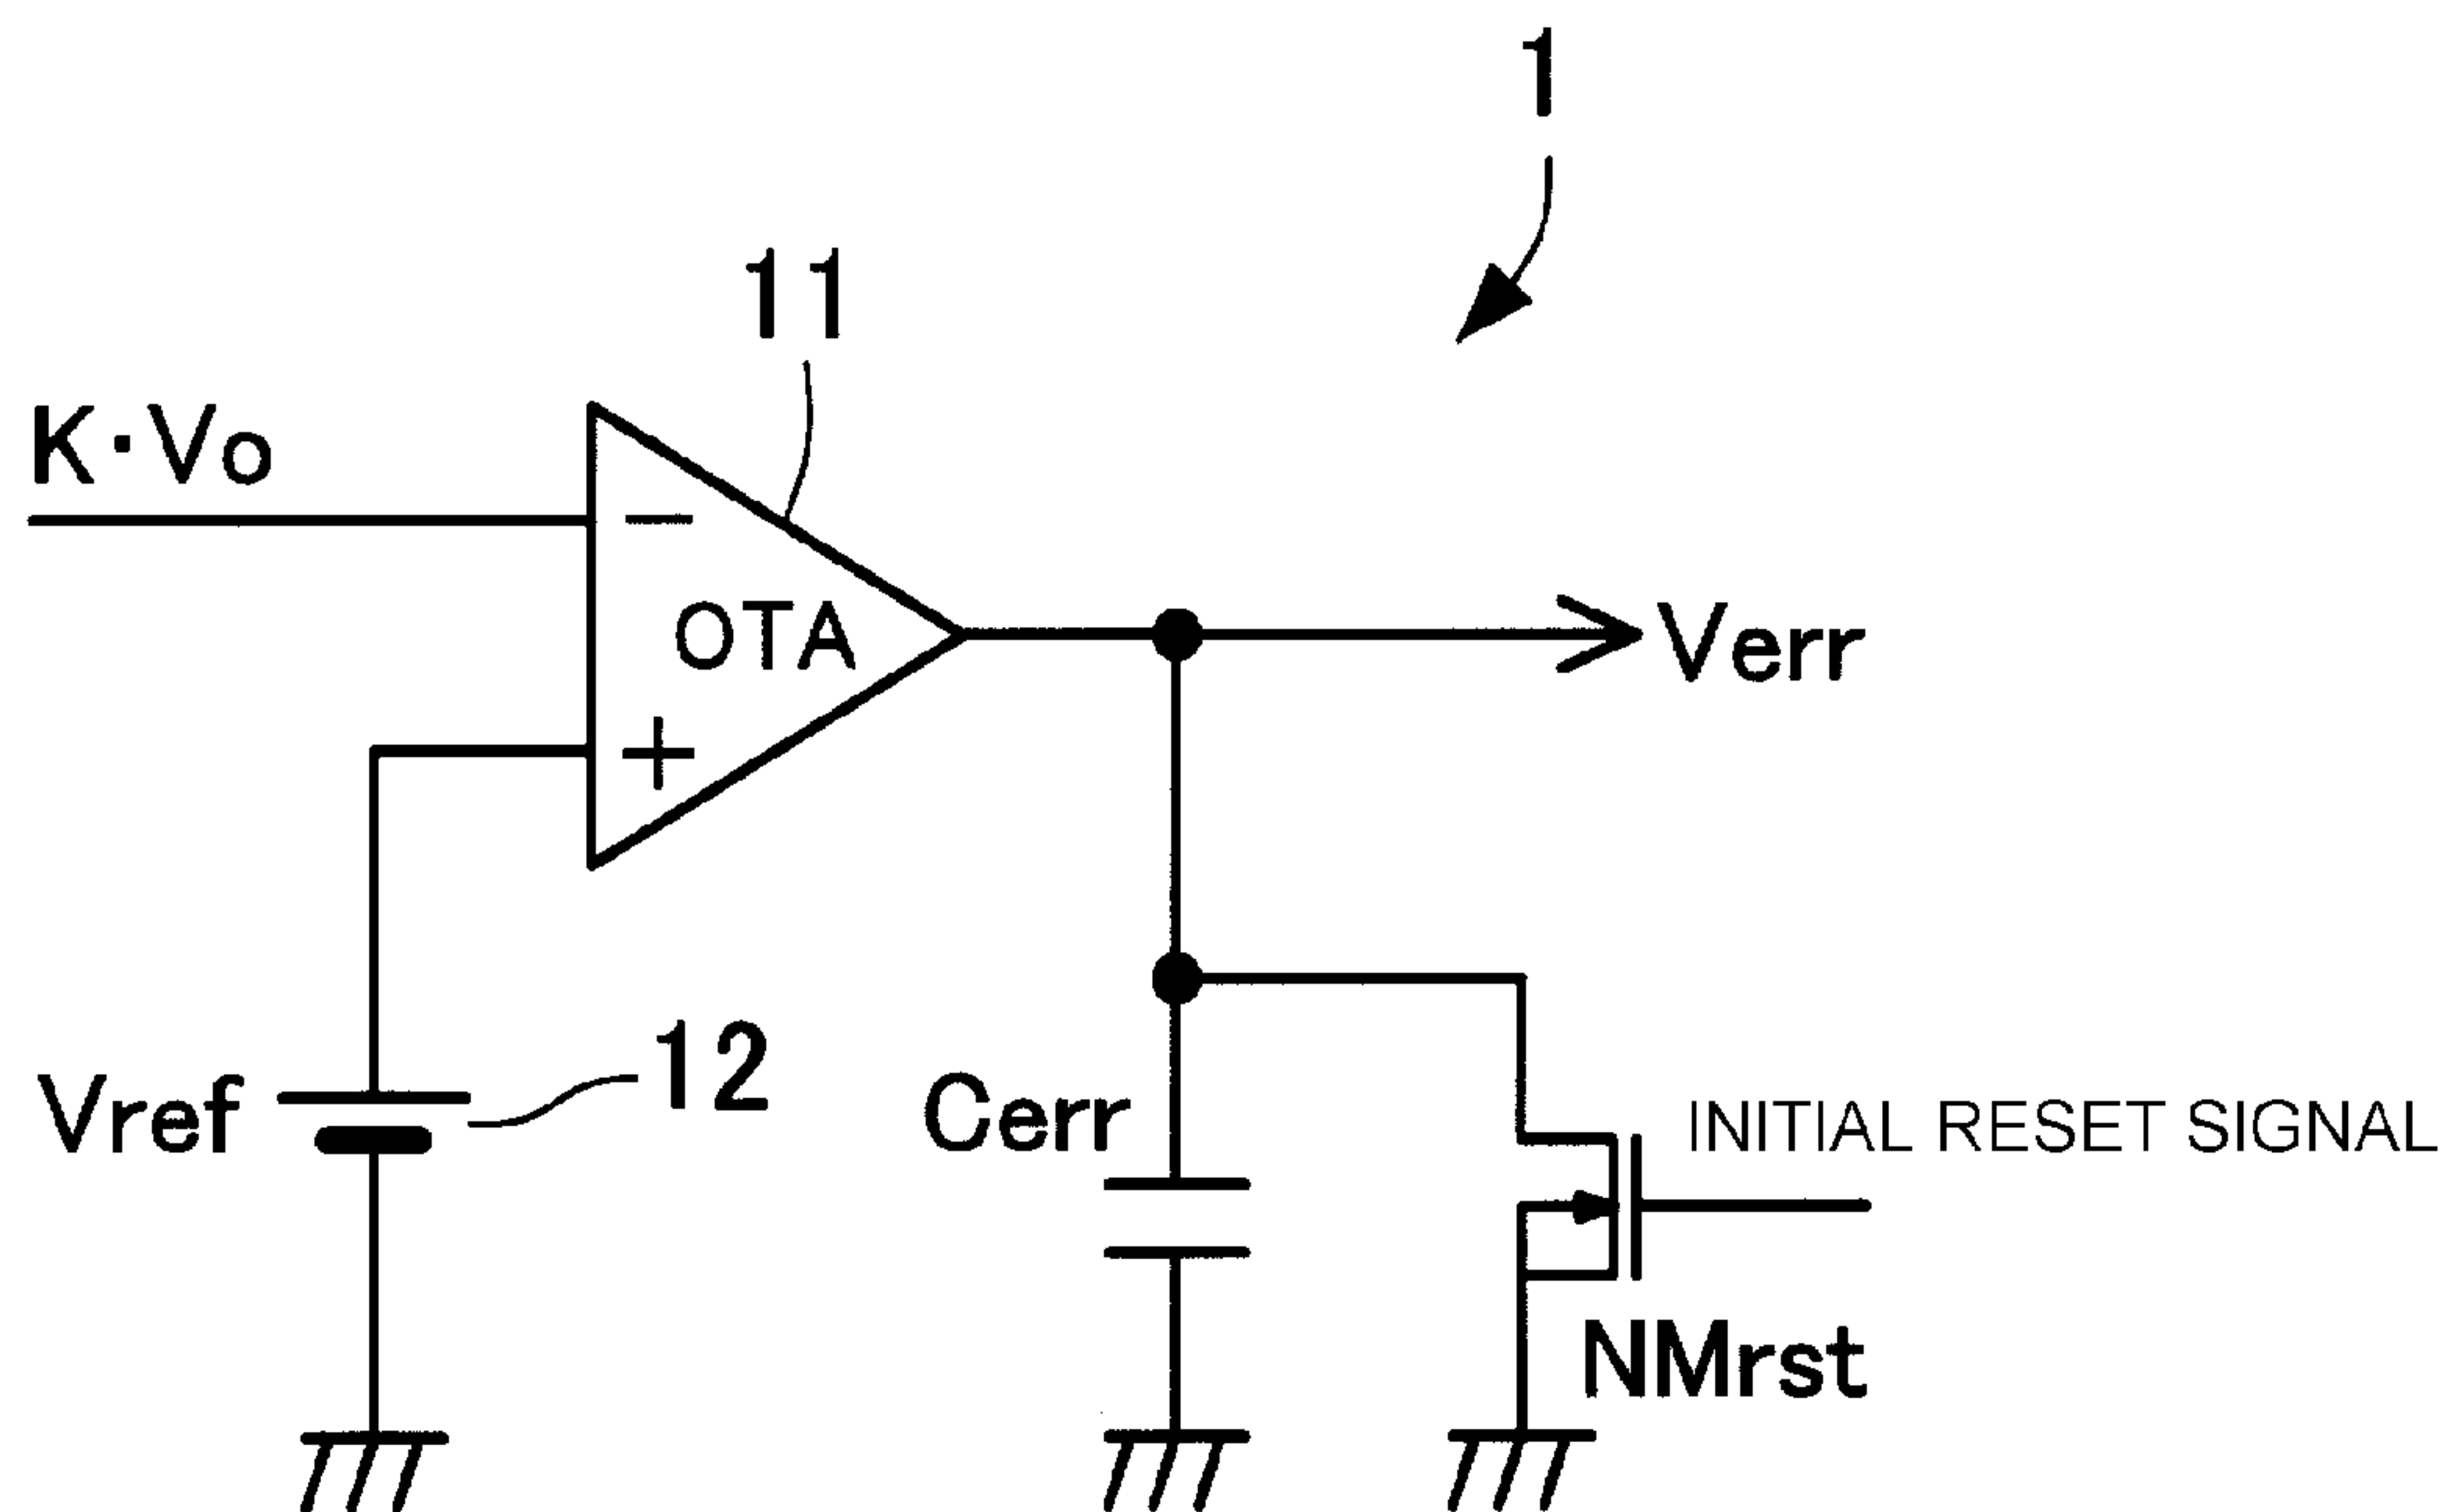 1
11
K·Vo
−
OTA
Verr
+
12
Vref
Cerr
INITIAL RESET SIGNAL
NMrst